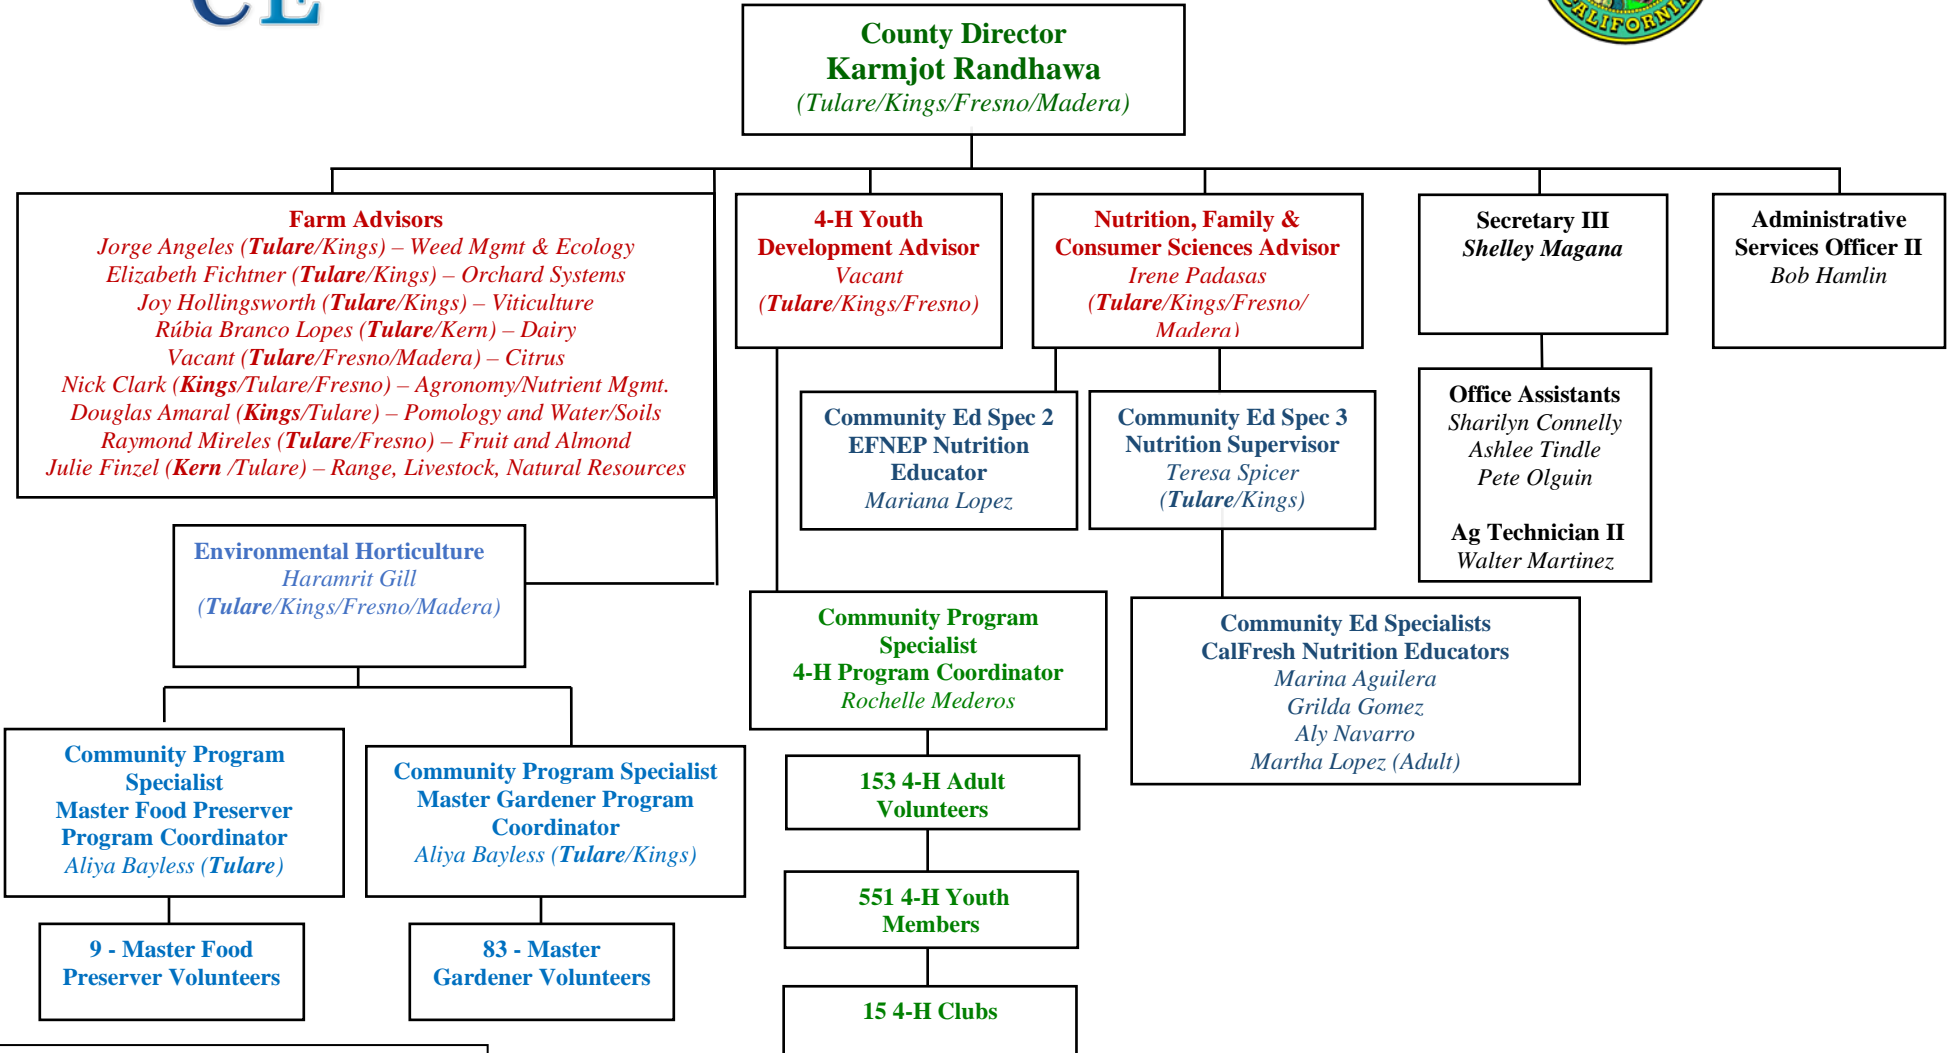 CE
CALIFORNIA
County Director
Karmjot Randhawa
(Tulare/Kings/Fresno/Madera)
Farm Advisors
Jorge Angeles (Tulare/Kings) – Weed Mgmt & Ecology
Elizabeth Fichtner (Tulare/Kings) – Orchard Systems
Joy Hollingsworth (Tulare/Kings) – Viticulture
Rúbia Branco Lopes (Tulare/Kern) – Dairy
Vacant (Tulare/Fresno/Madera) – Citrus
Nick Clark (Kings/Tulare/Fresno) – Agronomy/Nutrient Mgmt.
Douglas Amaral (Kings/Tulare) – Pomology and Water/Soils
Raymond Mireles (Tulare/Fresno) – Fruit and Almond
Julie Finzel (Kern /Tulare) – Range, Livestock, Natural Resources
4-H Youth
Development Advisor
Vacant
(Tulare/Kings/Fresno)
Nutrition, Family &
Consumer Sciences Advisor
Irene Padasas
(Tulare/Kings/Fresno/
Madera)
Secretary III
Shelley Magana
Administrative
Services Officer II
Bob Hamlin
Community Ed Spec 2
EFNEP Nutrition
Educator
Mariana Lopez
Community Ed Spec 3
Nutrition Supervisor
Teresa Spicer
(Tulare/Kings)
Office Assistants
Sharilyn Connelly
Ashlee Tindle
Pete Olguin
Ag Technician II
Walter Martinez
Environmental Horticulture
Haramrit Gill
(Tulare/Kings/Fresno/Madera)
Community Program
Specialist
4-H Program Coordinator
Rochelle Mederos
Community Ed Specialists
CalFresh Nutrition Educators
Marina Aguilera
Grilda Gomez
Aly Navarro
Martha Lopez (Adult)
Community Program
Specialist
Master Food Preserver
Program Coordinator
Aliya Bayless (Tulare)
Community Program Specialist
Master Gardener Program
Coordinator
Aliya Bayless (Tulare/Kings)
153 4-H Adult
Volunteers
551 4-H Youth
Members
9 - Master Food
Preserver Volunteers
83 - Master
Gardener Volunteers
15 4-H Clubs